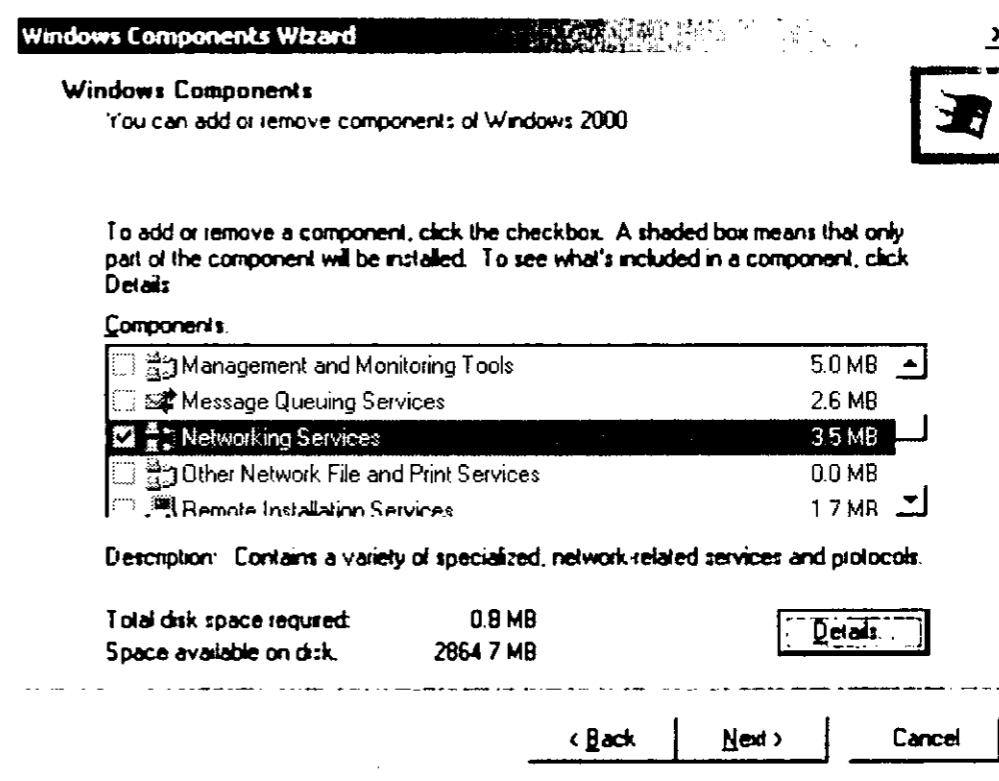 Windows Components Wizard
Windows Components
You can add or remove components of Windows 2000
To add or remove a component, click the checkbox. A shaded box means that only
part of the component will be installed. To see what's included in a component, click
Details
Components.
Management and Monitoring Tools 5.0 MB
Message Queuing Services 2.6 MB
Networking Services 3.5 MB
Other Network File and Print Services 0.0 MB
Remote Installation Services 1.7 MB
Description: Contains a variety of specialized, network-related services and protocols.
Total disk space required: 0.8 MB
Space available on disk. 2864.7 MB
Details...
< Back Next > Cancel